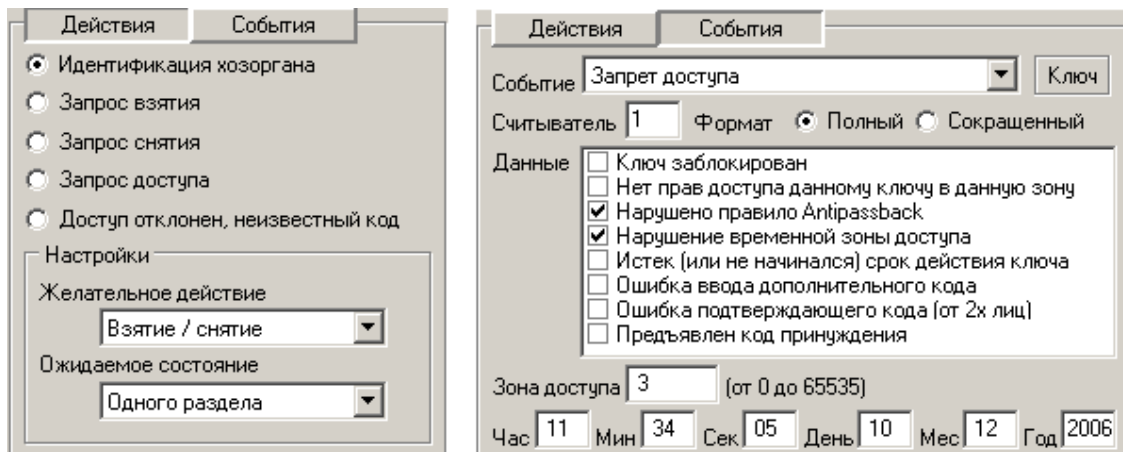 Действия События
Идентификация хозоргана
Запрос взятия
Запрос снятия
Запрос доступа
Доступ отклонен, неизвестный код
Настройки
Желательное действие
Взятие / снятие
Ожидаемое состояние
Одного раздела
Действия События
Событие Запрет доступа Ключ
Считыватель 1 Формат Полный Сокращенный
Данные Ключ заблокирован
Нет прав доступа данному ключу в данную зону
Нарушено правило Antipassback
Нарушение временной зоны доступа
Истек (или не начинался) срок действия ключа
Ошибка ввода дополнительного кода
Ошибка подтверждающего кода (от 2х лиц)
Предъявлен код принуждения
Зона доступа 3 (от 0 до 65535)
Час 11 Мин 34 Сек 05 День 10 Мес 12 Год 2006